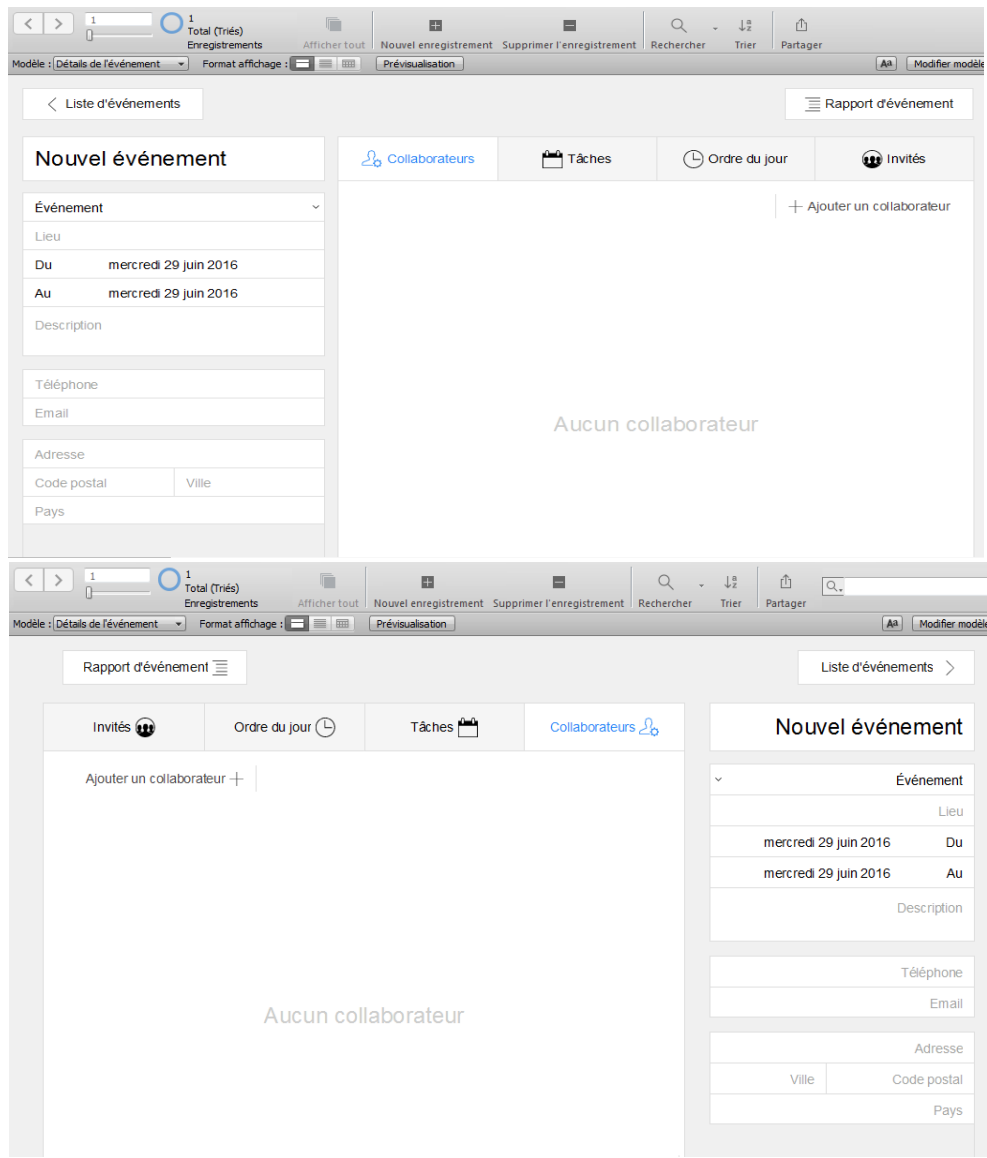 1
1
Total (Triés)
Enregistrements
Afficher tout
Nouvel enregistrement
Supprimer l'enregistrement
Rechercher
Trier
Partager
Modèle : Détails de l'événement
Format affichage :
Prévisualisation
Aa
Modifier modèle
Liste d'événements
Rapport d'événement
Nouvel événement
Collaborateurs
Tâches
Ordre du jour
Invités
Ajouter un collaborateur
Événement
Lieu
Du mercredi 29 juin 2016
Au mercredi 29 juin 2016
Description
Téléphone
Email
Adresse
Code postal
Ville
Pays
Aucun collaborateur
1
1
Total (Triés)
Enregistrements
Afficher tout
Nouvel enregistrement
Supprimer l'enregistrement
Rechercher
Trier
Partager
Modèle : Détails de l'événement
Format affichage :
Prévisualisation
Aa
Modifier modèle
Rapport d'événement
Liste d'événements
Invités
Ordre du jour
Tâches
Collaborateurs
Nouvel événement
Ajouter un collaborateur
Aucun collaborateur
Événement
Lieu
mercredi 29 juin 2016 Du
mercredi 29 juin 2016 Au
Description
Téléphone
Email
Adresse
Ville
Code postal
Pays